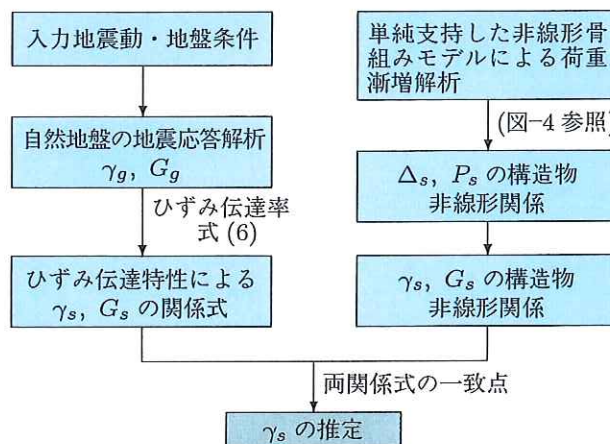 入力地震動・地盤条件
自然地盤の地震応答解析
γg, Gg
ひずみ伝達率
式 (6)
ひずみ伝達特性による
γs, Gs の関係式
単純支持した非線形骨
組みモデルによる荷重
漸増解析
(図−4 参照)
Δs, Ps の構造物
非線形関係
γs, Gs の構造物
非線形関係
両関係式の一致点
γs の推定